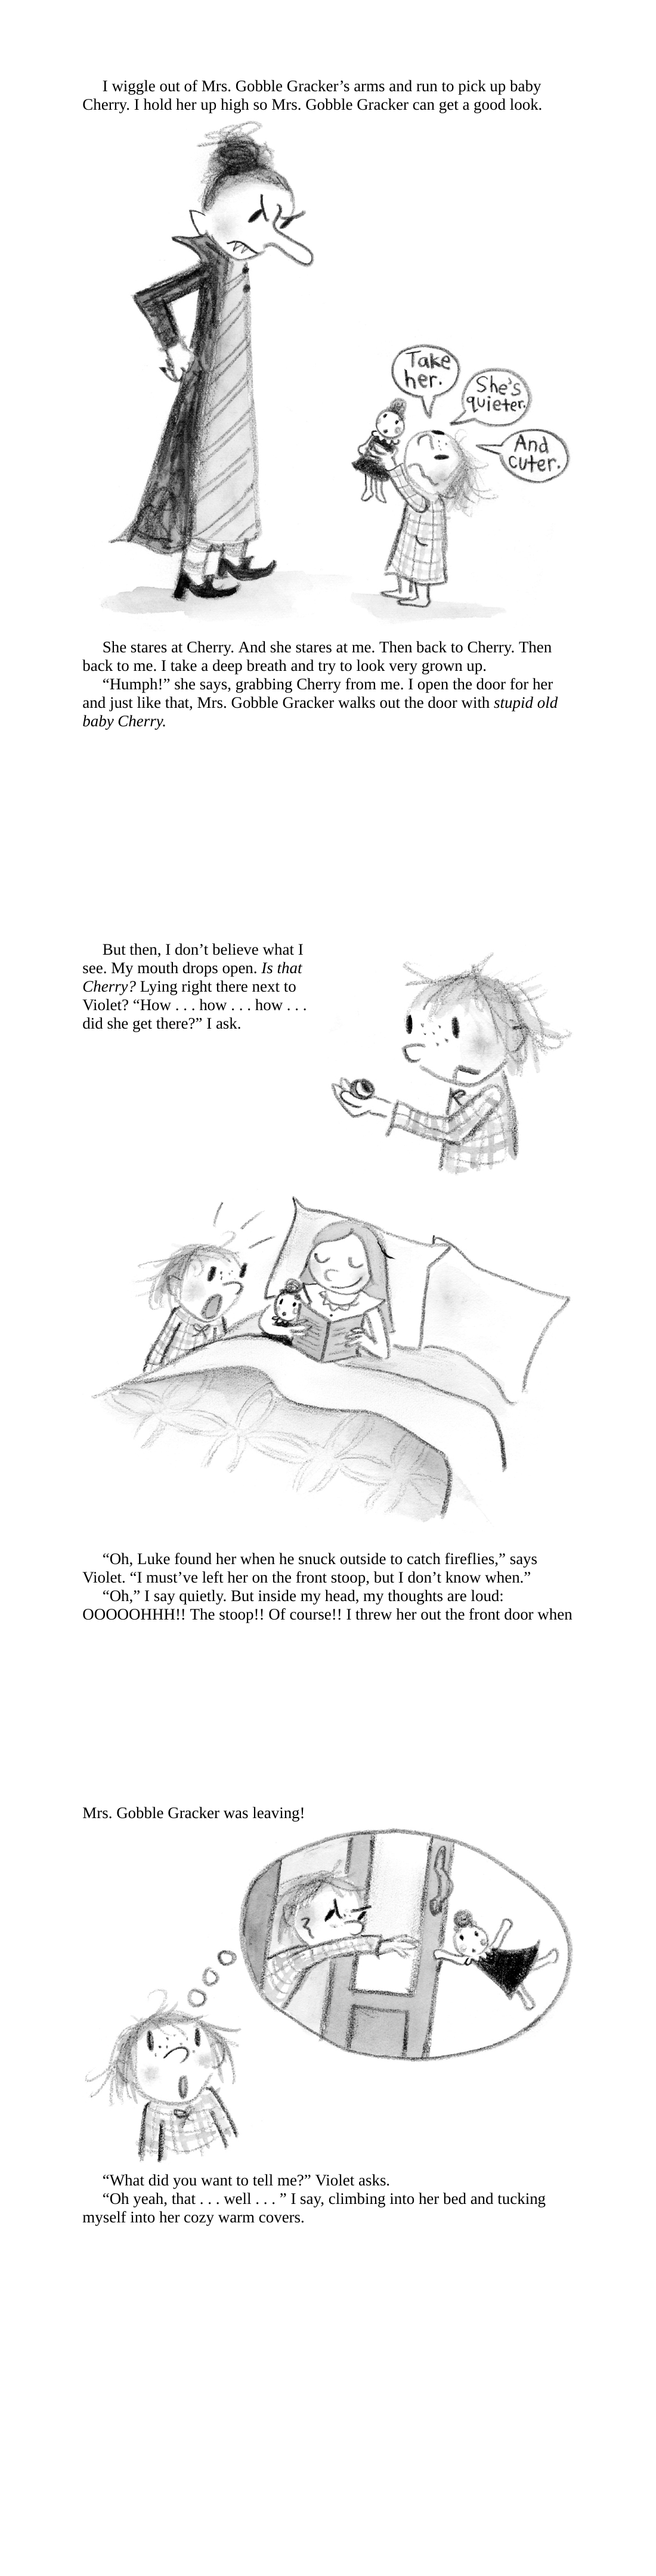 I wiggle out of Mrs. Gobble Gracker’s arms and run to pick up baby
Cherry. I hold her up high so Mrs. Gobble Gracker can get a good look.
Take
her.
She's
quieter.
And
cuter.
She stares at Cherry. And she stares at me. Then back to Cherry. Then
back to me. I take a deep breath and try to look very grown up.
“Humph!” she says, grabbing Cherry from me. I open the door for her
and just like that, Mrs. Gobble Gracker walks out the door with stupid old
baby Cherry.
But then, I don’t believe what I
see. My mouth drops open. Is that
Cherry? Lying right there next to
Violet? “How . . . how . . . how . . .
did she get there?” I ask.
“Oh, Luke found her when he snuck outside to catch fireflies,” says
Violet. “I must’ve left her on the front stoop, but I don’t know when.”
“Oh,” I say quietly. But inside my head, my thoughts are loud:
OOOOOHHH!! The stoop!! Of course!! I threw her out the front door when
Mrs. Gobble Gracker was leaving!
“What did you want to tell me?” Violet asks.
“Oh yeah, that . . . well . . . ” I say, climbing into her bed and tucking
myself into her cozy warm covers.